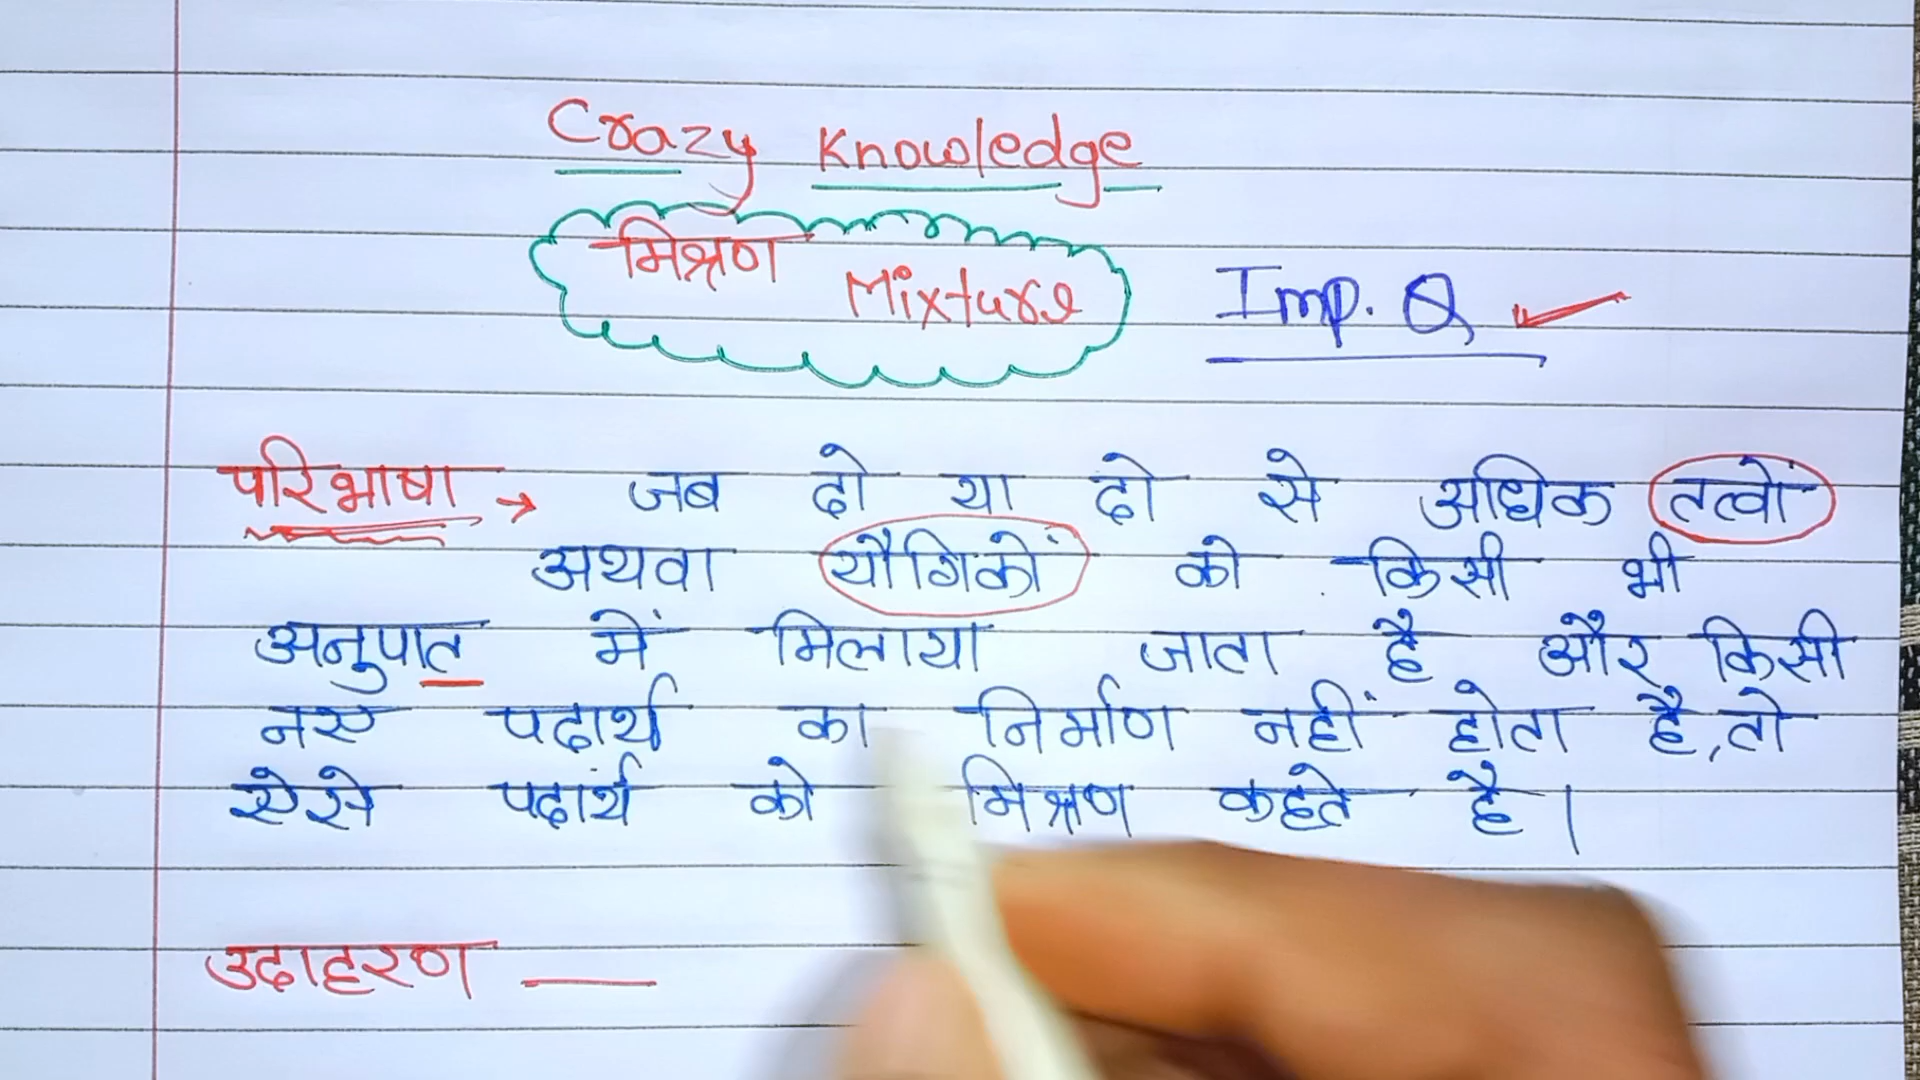 Crazy Knowledge
मिश्रण Mixture
Imp. Q
परिभाषा → जब दो या दो से अधिक तत्वों
अथवा यौगिकों को किसी भी
अनुपात में मिलाया जाता है और किसी
नए पदार्थ का निर्माण नहीं होता है, तो
ऐसे पदार्थ को मिश्रण कहते है।
उदाहरण —